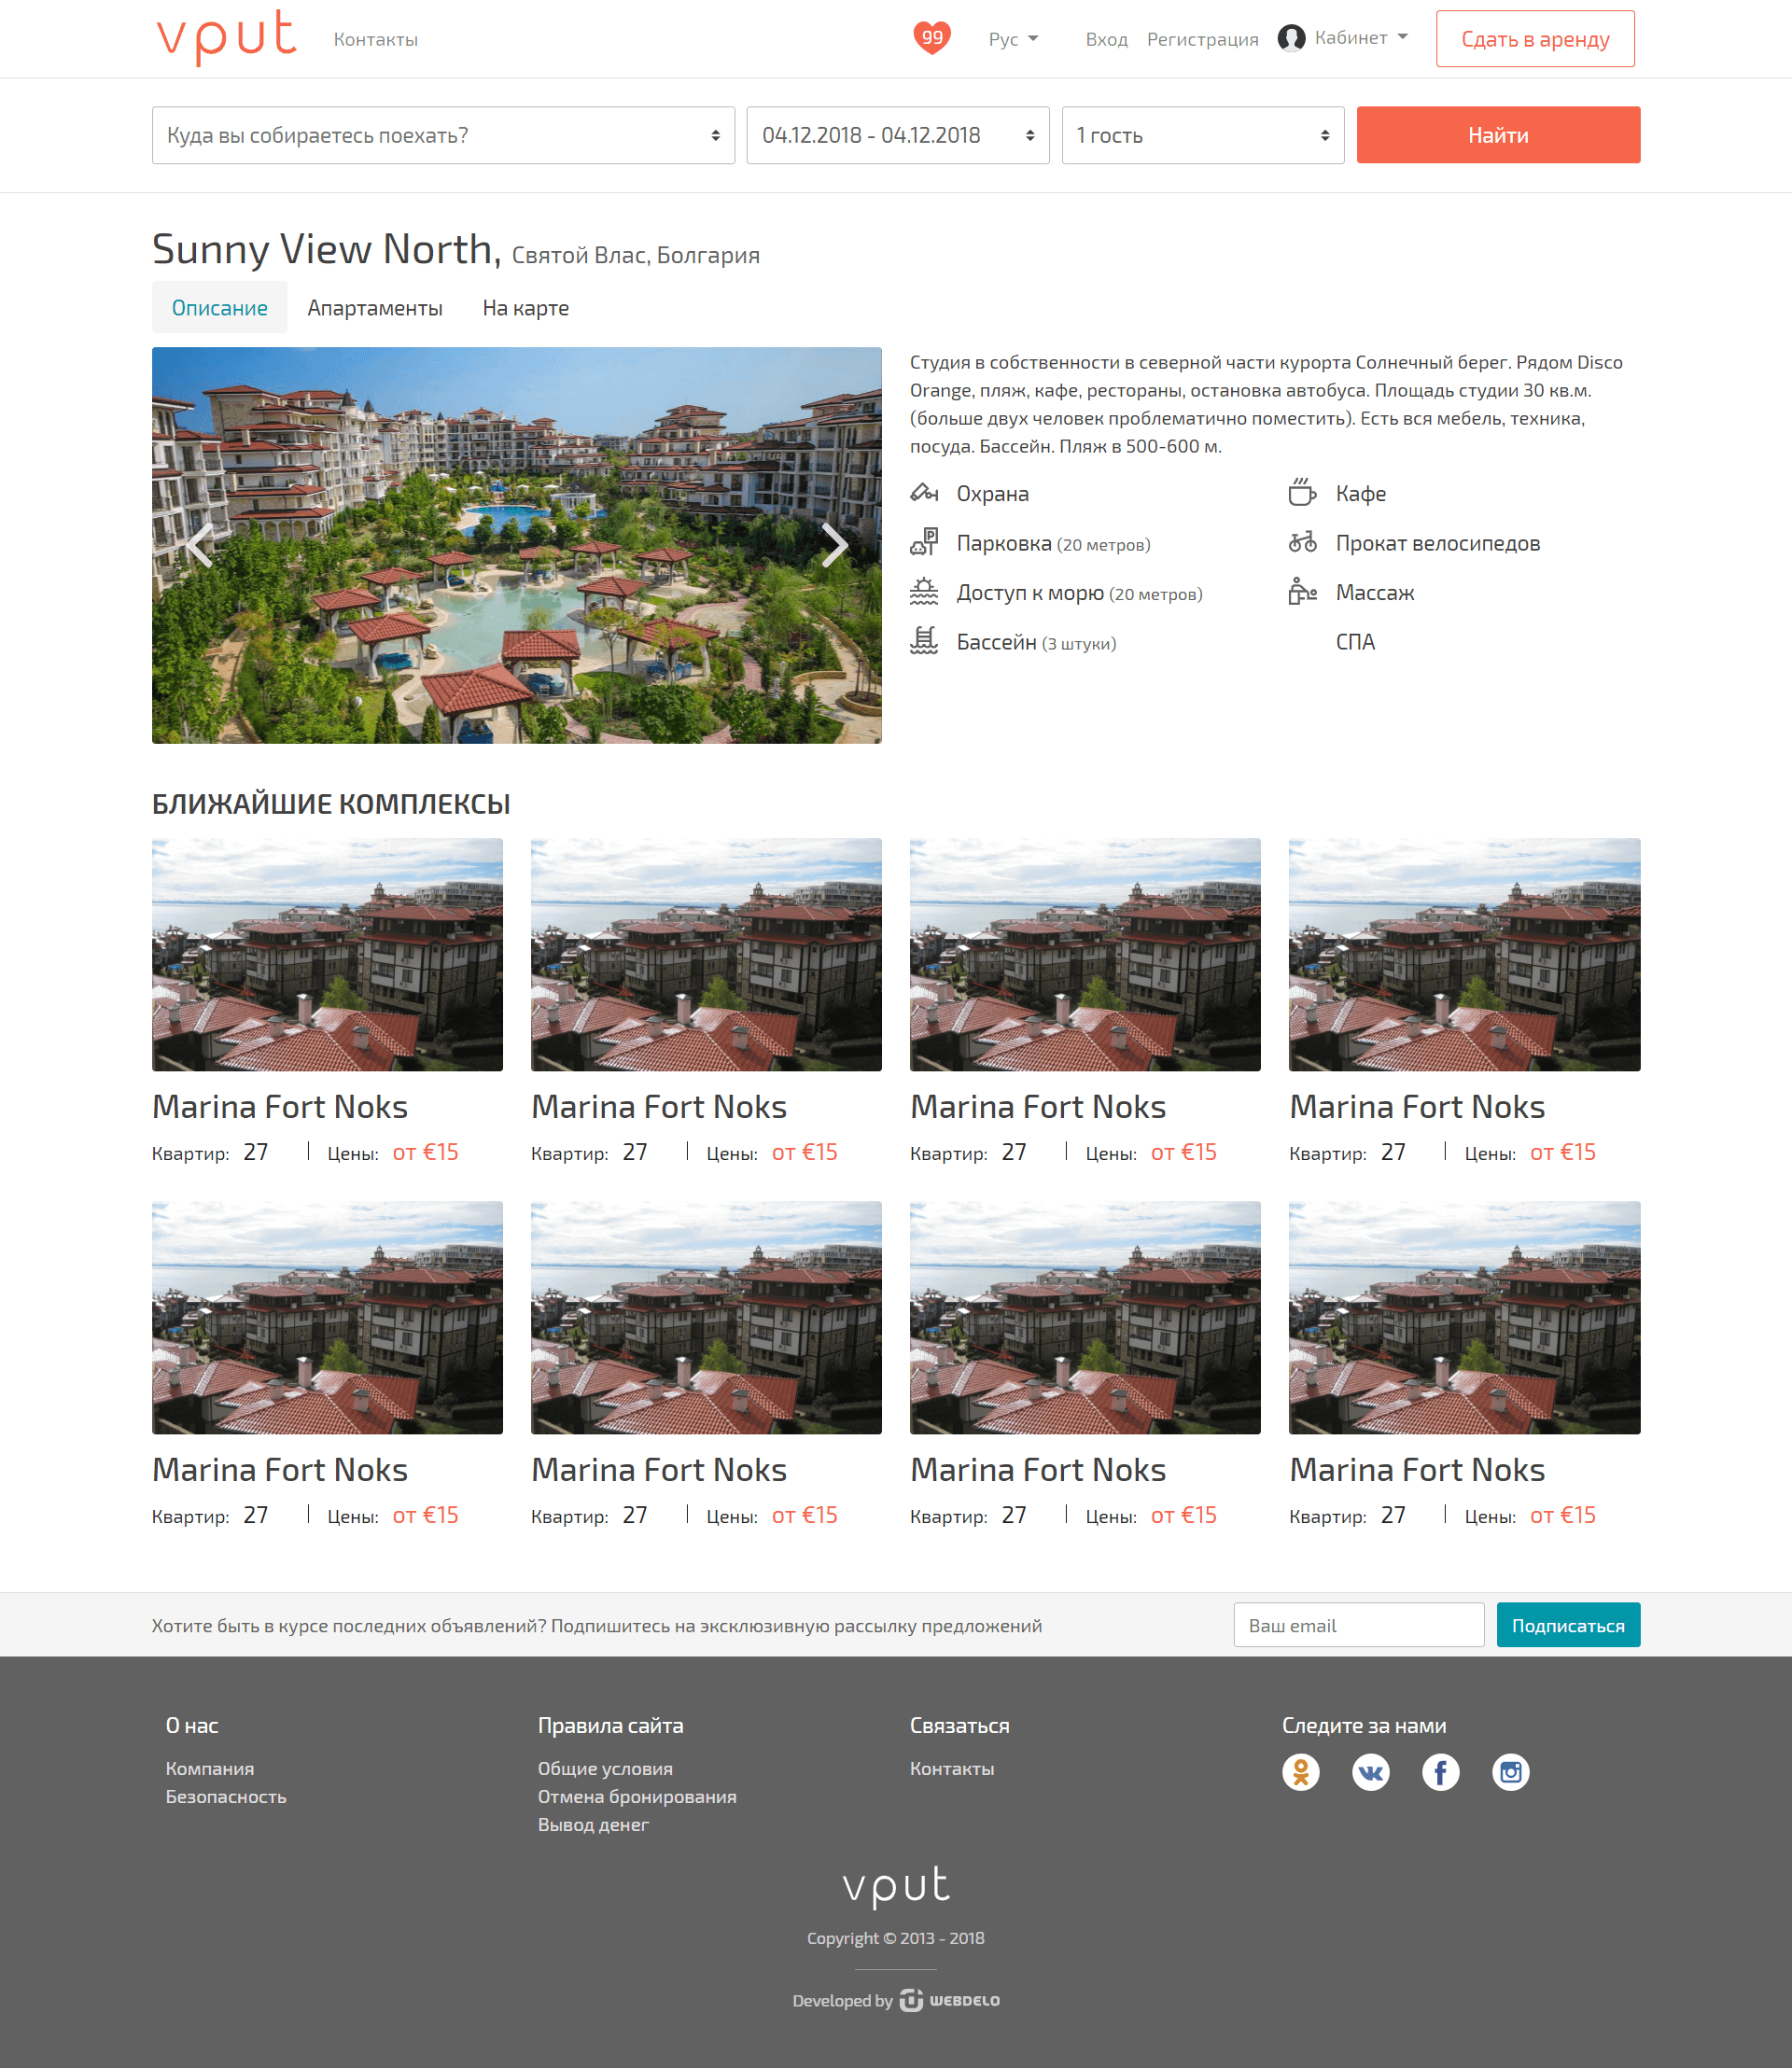 vput
Контакты
99
Рус
Вход
Регистрация
Кабинет
Сдать в аренду
Куда вы собираетесь поехать?
04.12.2018 - 04.12.2018
1 гость
Найти
Sunny View North, Святой Влас, Болгария
Описание
Апартаменты
На карте
Студия в собственности в северной части курорта Солнечный берег. Рядом Disco
Orange, пляж, кафе, рестораны, остановка автобуса. Площадь студии 30 кв.м.
(больше двух человек проблематично поместить). Есть вся мебель, техника,
посуда. Бассейн. Пляж в 500-600 м.
Охрана
Кафе
P
Парковка (20 метров)
Прокат велосипедов
Доступ к морю (20 метров)
Массаж
Бассейн (3 штуки)
СПА
БЛИЖАЙШИЕ КОМПЛЕКСЫ
Marina Fort Noks
Marina Fort Noks
Marina Fort Noks
Marina Fort Noks
Квартир: 27 | Цены: от €15
Квартир: 27 | Цены: от €15
Квартир: 27 | Цены: от €15
Квартир: 27 | Цены: от €15
Marina Fort Noks
Marina Fort Noks
Marina Fort Noks
Marina Fort Noks
Квартир: 27 | Цены: от €15
Квартир: 27 | Цены: от €15
Квартир: 27 | Цены: от €15
Квартир: 27 | Цены: от €15
Хотите быть в курсе последних объявлений? Подпишитесь на эксклюзивную рассылку предложений
Ваш email
Подписаться
О нас
Компания
Безопасность
Правила сайта
Общие условия
Отмена бронирования
Вывод денег
Связаться
Контакты
Следите за нами
vput
Copyright © 2013 - 2018
Developed by WEBDELO